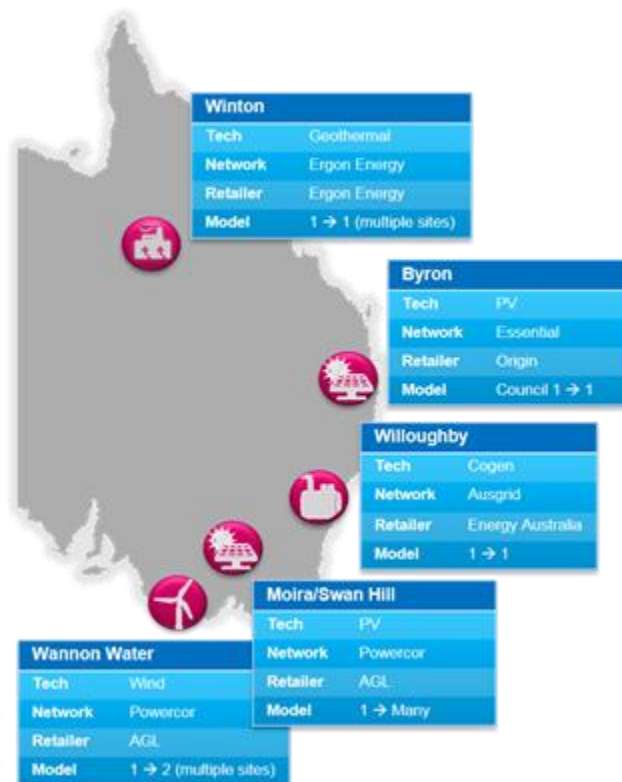 Winton
Tech Geothermal
Network Ergon Energy
Retailer Ergon Energy
Model 1 → 1 (multiple sites)
Byron
Tech PV
Network Essential
Retailer Origin
Model Council 1 → 1
Willoughby
Tech Cogen
Network Ausgrid
Retailer Energy Australia
Model 1 → 1
Moira/Swan Hill
Tech PV
Network Powercor
Retailer AGL
Model 1 → Many
Wannon Water
Tech Wind
Network Powercor
Retailer AGL
Model 1 → 2 (multiple sites)